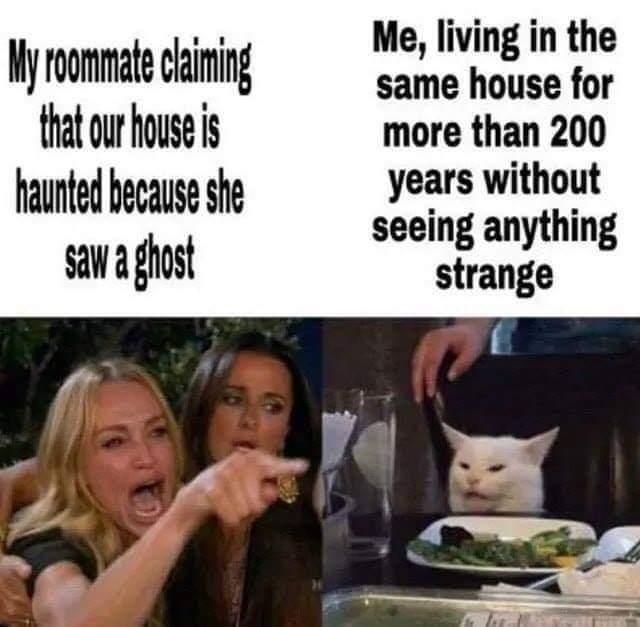 My roommate claiming
that our house is
haunted because she
saw a ghost
Me, living in the
same house for
more than 200
years without
seeing anything
strange